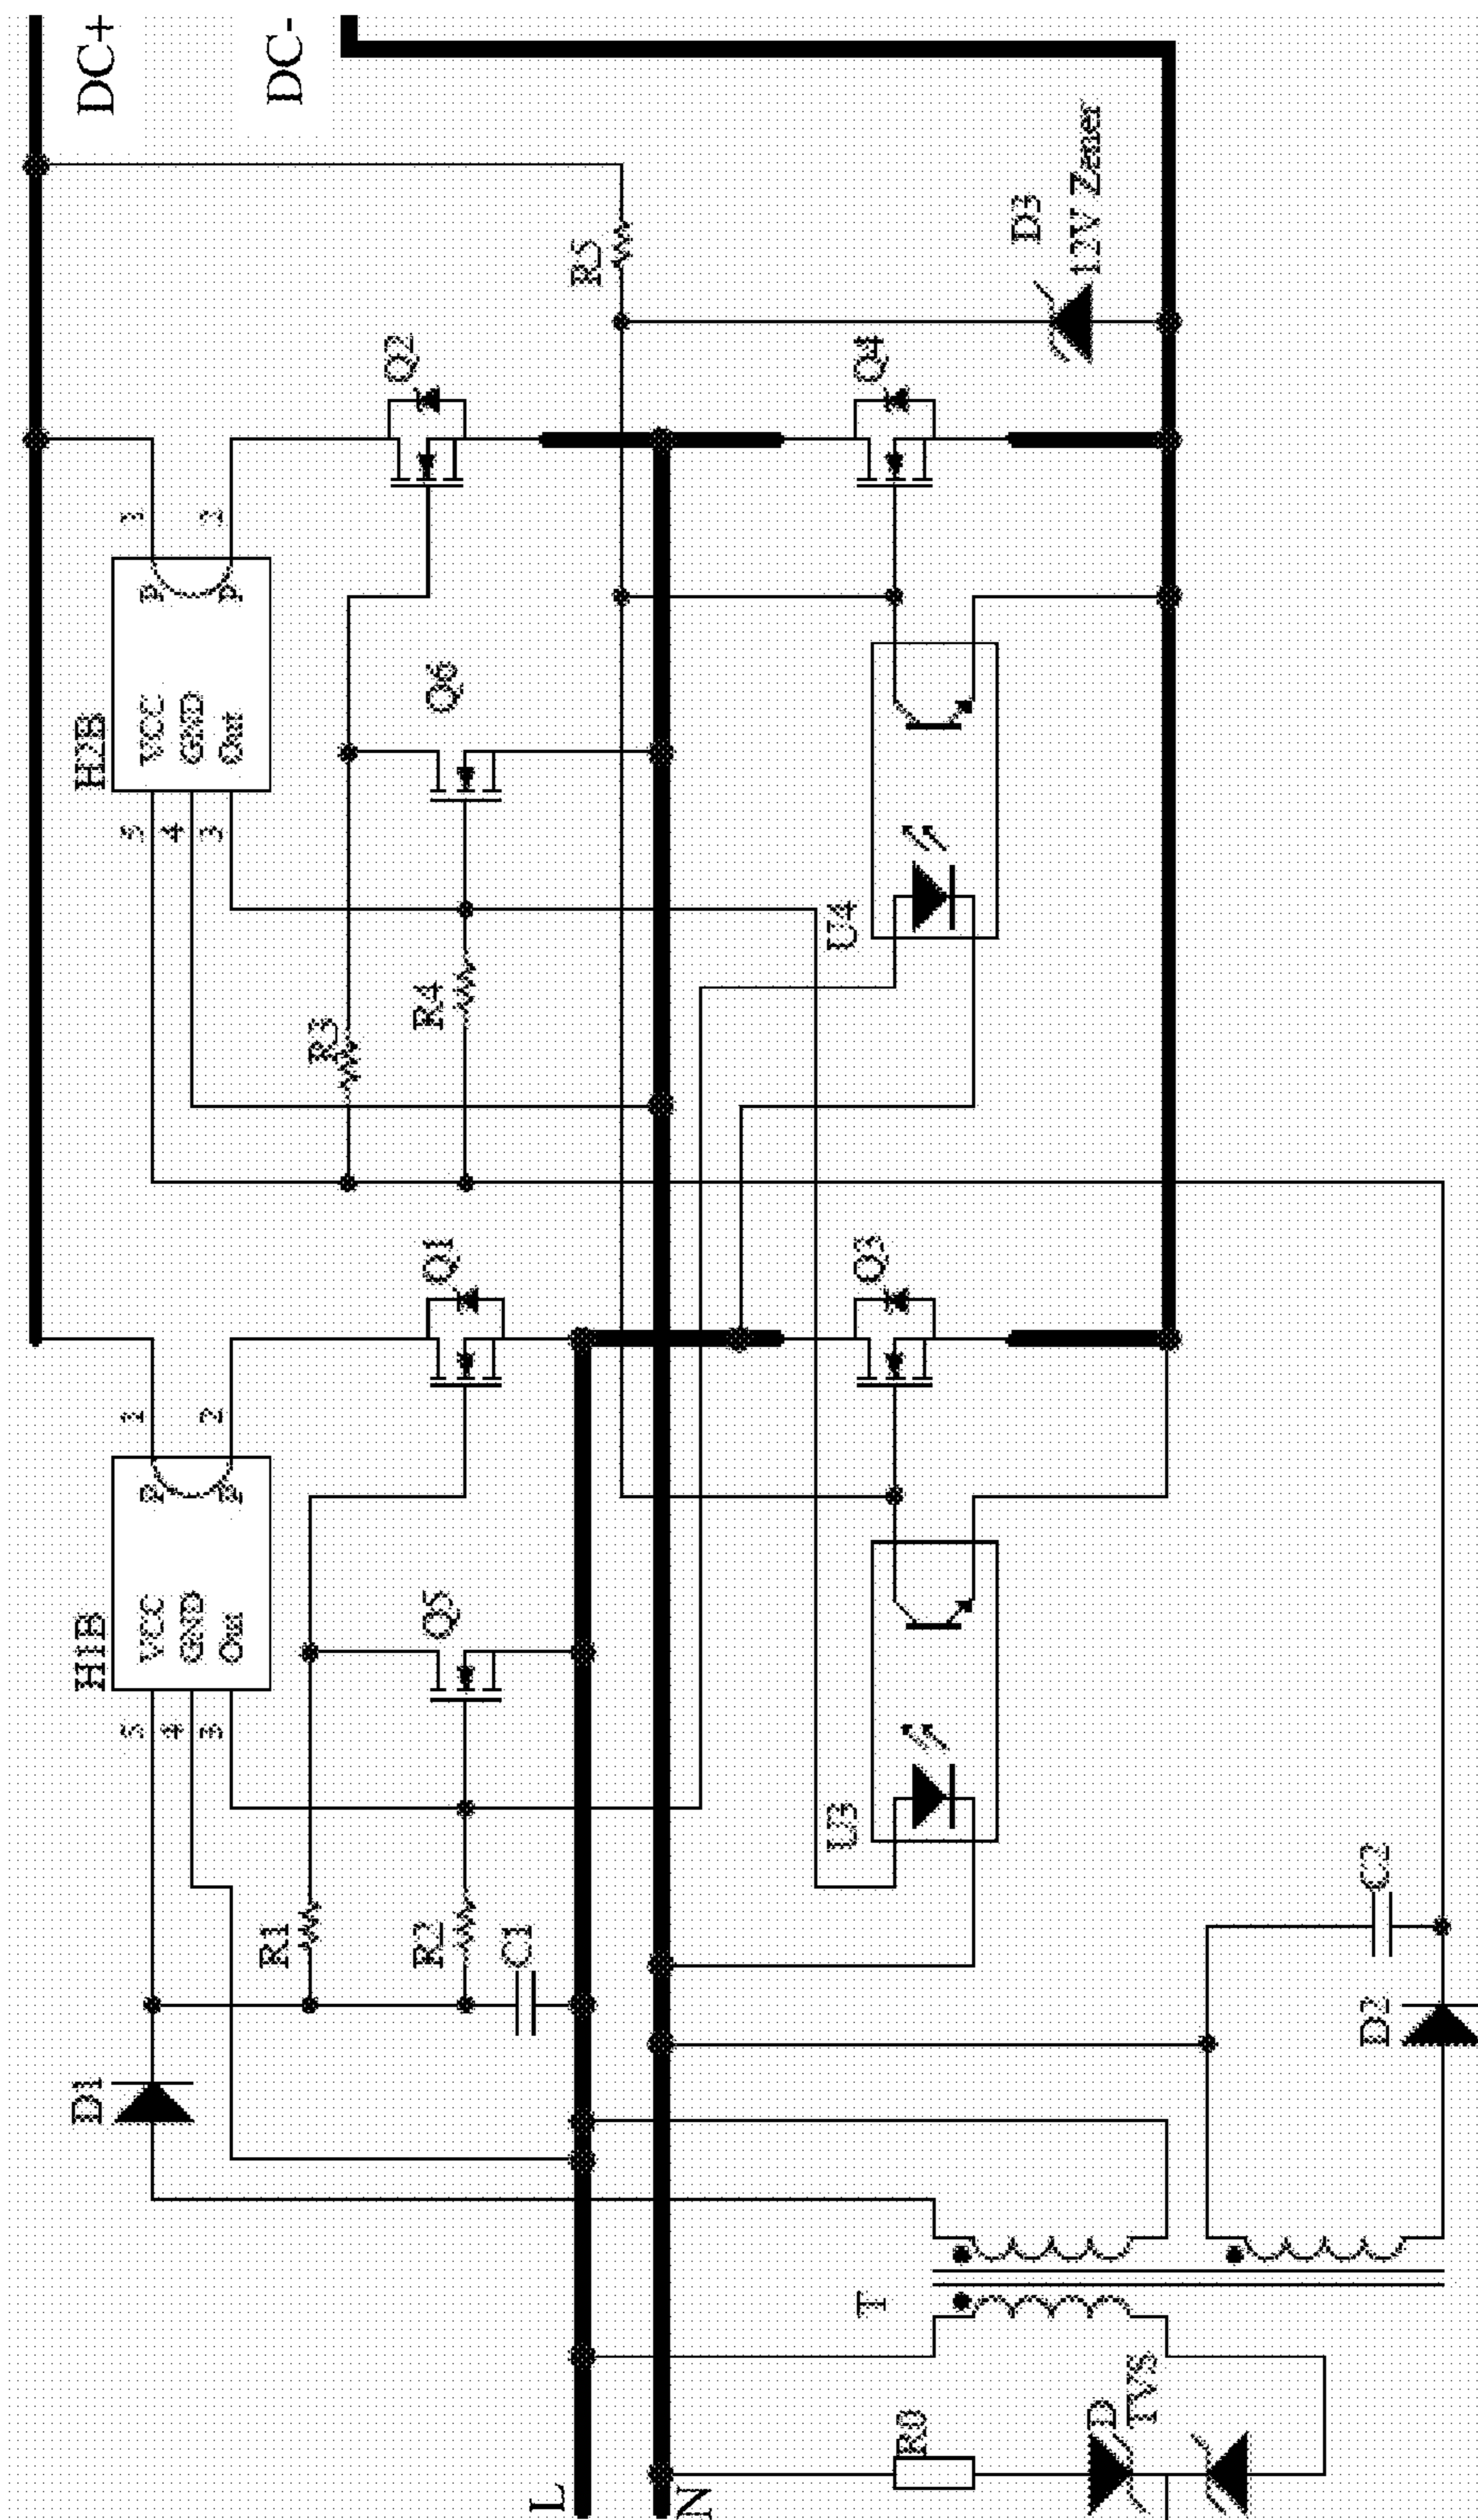 DC+
DC-
H2B
VCC
GND
Out
P
P
1
2
5
4
3
Q2
Q6
R3
R4
R5
D3
12V Zener
Q4
U4
H1B
VCC
GND
Out
P
P
1
2
5
4
3
Q1
Q5
R1
R2
C1
Q3
U3
D1
C2
D2
T
L
N
R0
D
TVS